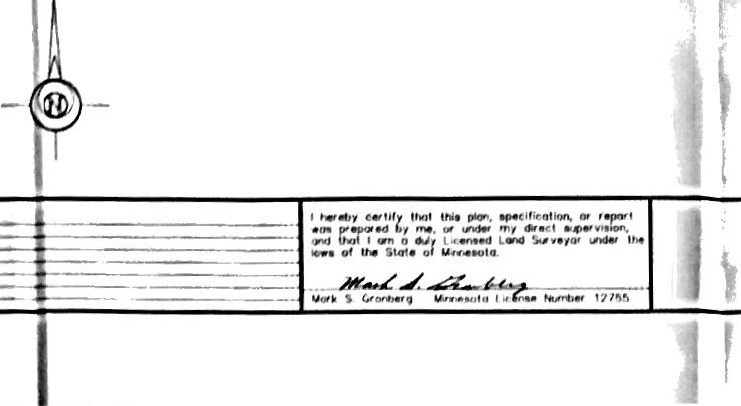 N
I hereby certify that this plan, specification, or report
was prepared by me, or under my direct supervision,
and that I am a duly Licensed Land Surveyor under the
laws of the State of Minnesota.
Mark S. Gronberg
Mark S. Gronberg Minnesota License Number 12755